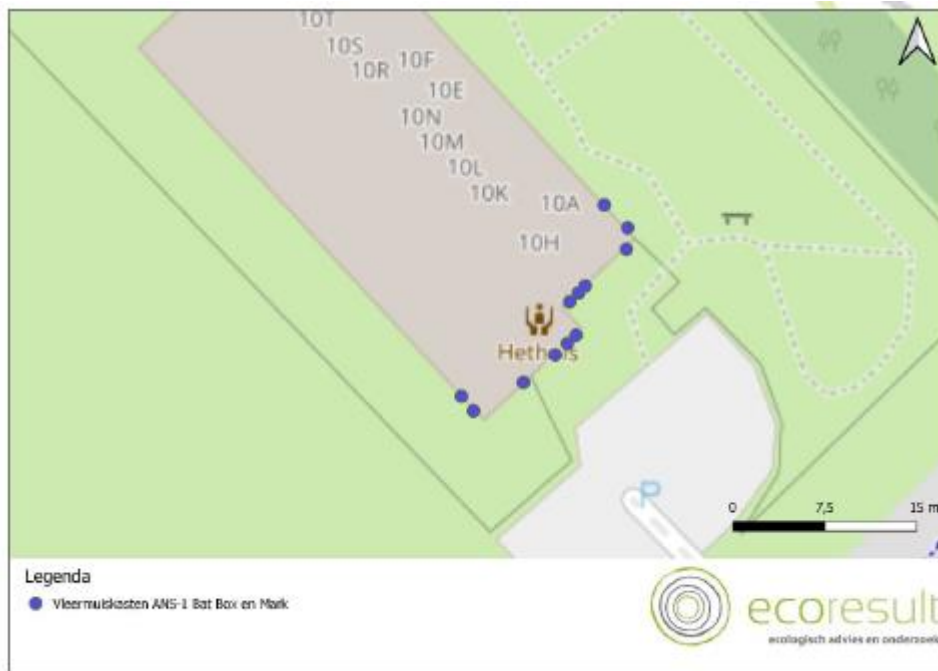 10T
10S
10F
10R
10E
10N
10M
10L
10K
10A
10H
P
0 7,5 15 m
Legenda
Vleermuiskasten ANS-1 Bat Box en Mark
ecoresult
ecologisch advies en onderzoek